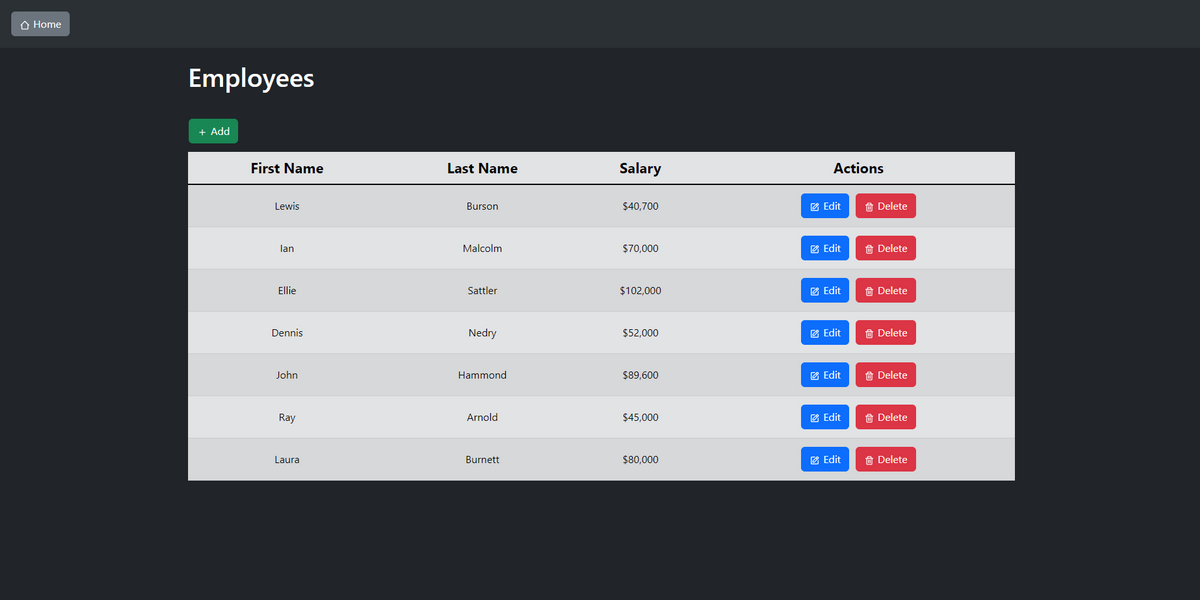 Home
Employees
+ Add
First Name Last Name Salary Actions
Lewis Burson $40,700 Edit Delete
Ian Malcolm $70,000 Edit Delete
Ellie Sattler $102,000 Edit Delete
Dennis Nedry $52,000 Edit Delete
John Hammond $89,600 Edit Delete
Ray Arnold $45,000 Edit Delete
Laura Burnett $80,000 Edit Delete